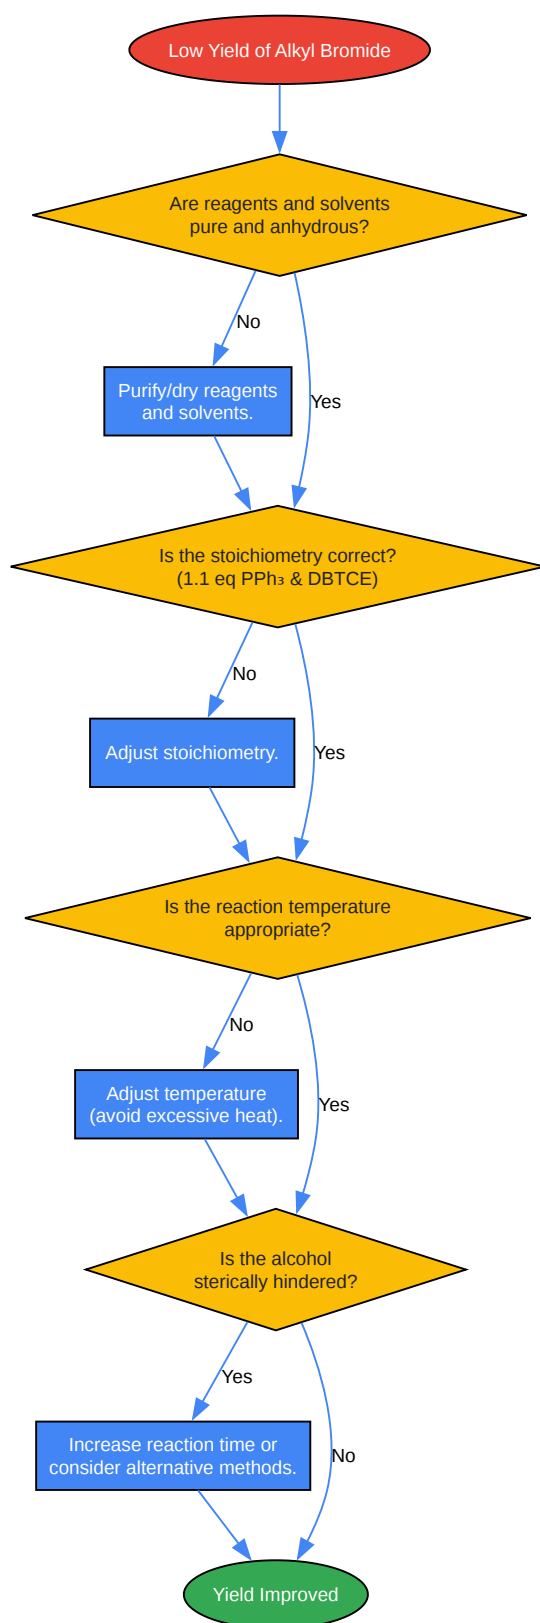 Low Yield of Alkyl Bromide
Are reagents and solvents
pure and anhydrous?
No
Purify/dry reagents
and solvents.
Yes
Is the stoichiometry correct?
(1.1 eq PPh₃ & DBTCE)
No
Adjust stoichiometry.
Yes
Is the reaction temperature
appropriate?
No
Adjust temperature
(avoid excessive heat).
Yes
Is the alcohol
sterically hindered?
Yes
Increase reaction time or
consider alternative methods.
No
Yield Improved